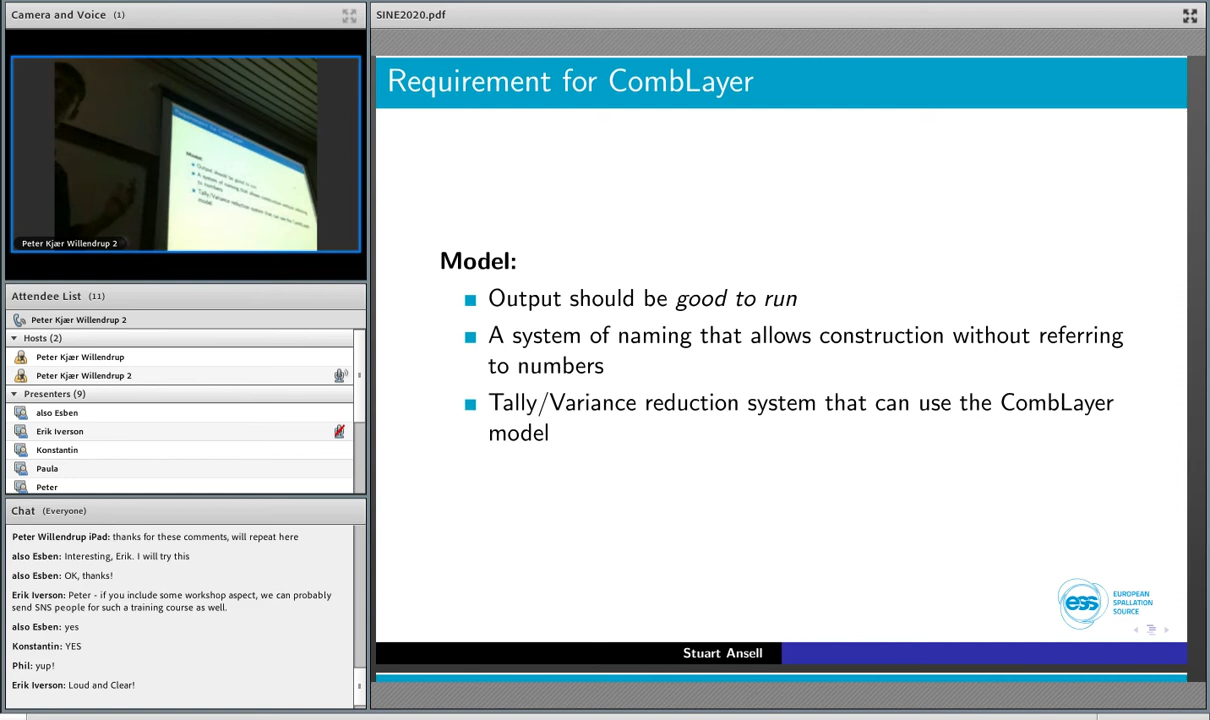 Camera and Voice (1)
Peter Kjær Willendrup 2
Attendee List (11)
Peter Kjær Willendrup 2
Hosts (2)
Peter Kjær Willendrup
Peter Kjær Willendrup 2
Presenters (9)
also Esben
Erik Iverson
Konstantin
Paula
Peter
Chat (Everyone)
Peter Willendrup iPad: thanks for these comments, will repeat here
also Esben: Interesting, Erik. I will try this
also Esben: OK, thanks!
Erik Iverson: Peter - if you include some workshop aspect, we can probably
send SNS people for such a training course as well.
also Esben: yes
Konstantin: YES
Phil: yup!
Erik Iverson: Loud and Clear!
SINE2020.pdf
Requirement for CombLayer
Model:
Output should be good to run
A system of naming that allows construction without referring
to numbers
Tally/Variance reduction system that can use the CombLayer
model
ess
EUROPEAN
SPALLATION
SOURCE
Stuart Ansell